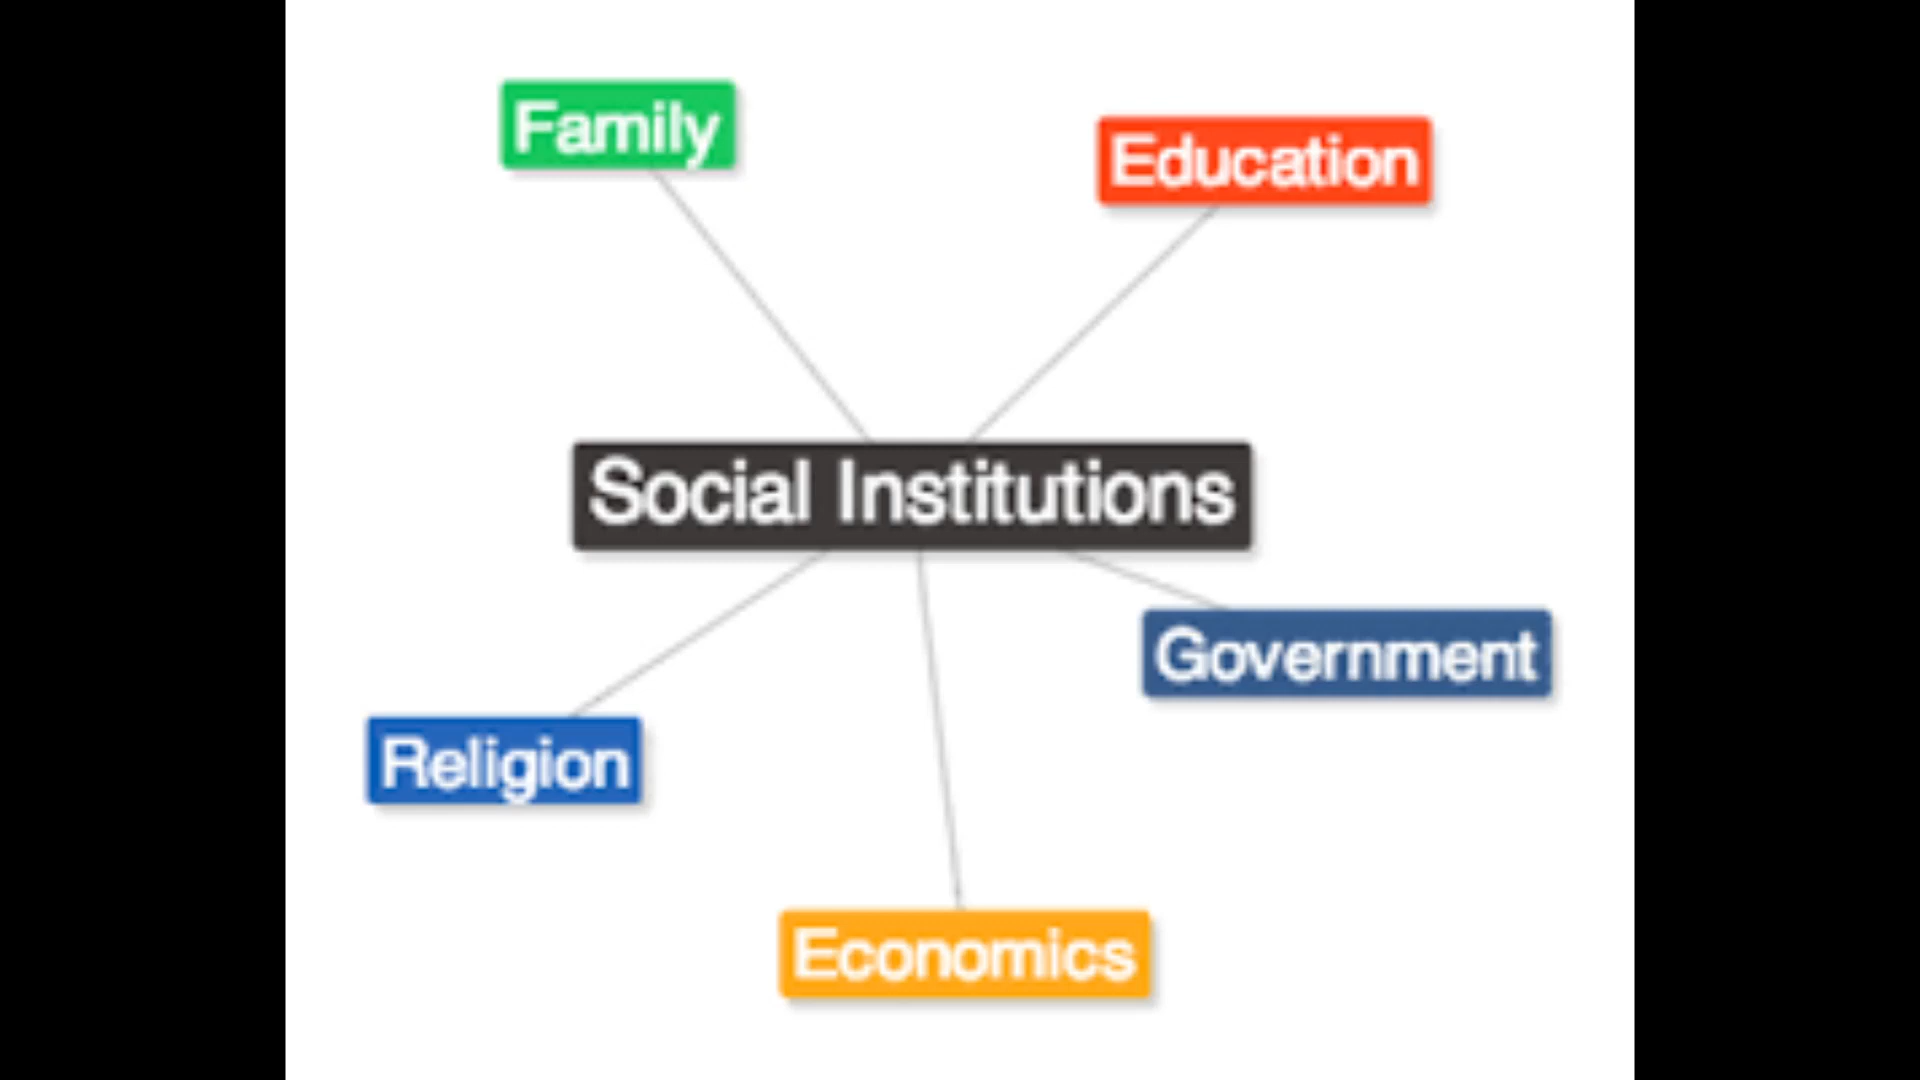 Family
Education
Social Institutions
Government
Religion
Economics